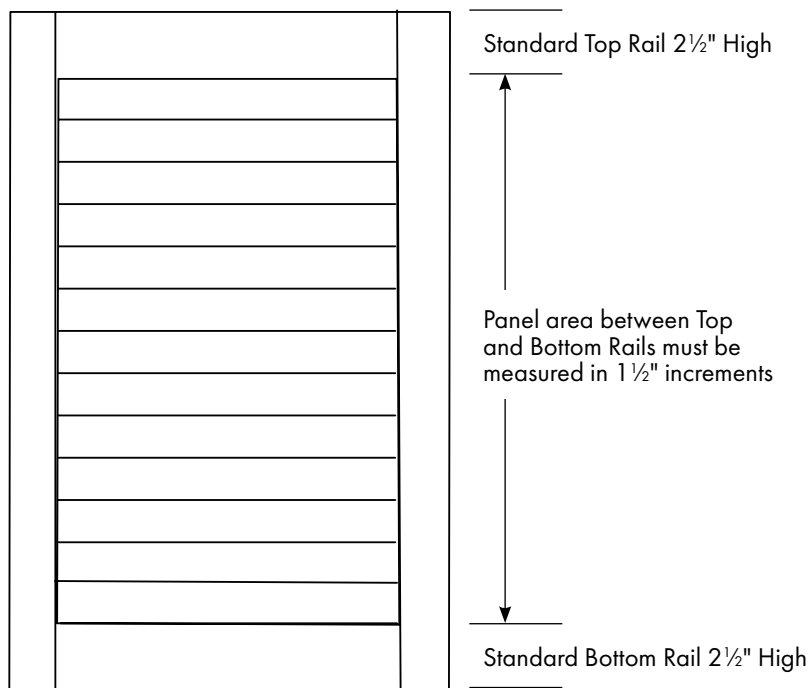 Standard Top Rail 2½" High
Panel area between Top
and Bottom Rails must be
measured in 1½" increments
Standard Bottom Rail 2½" High